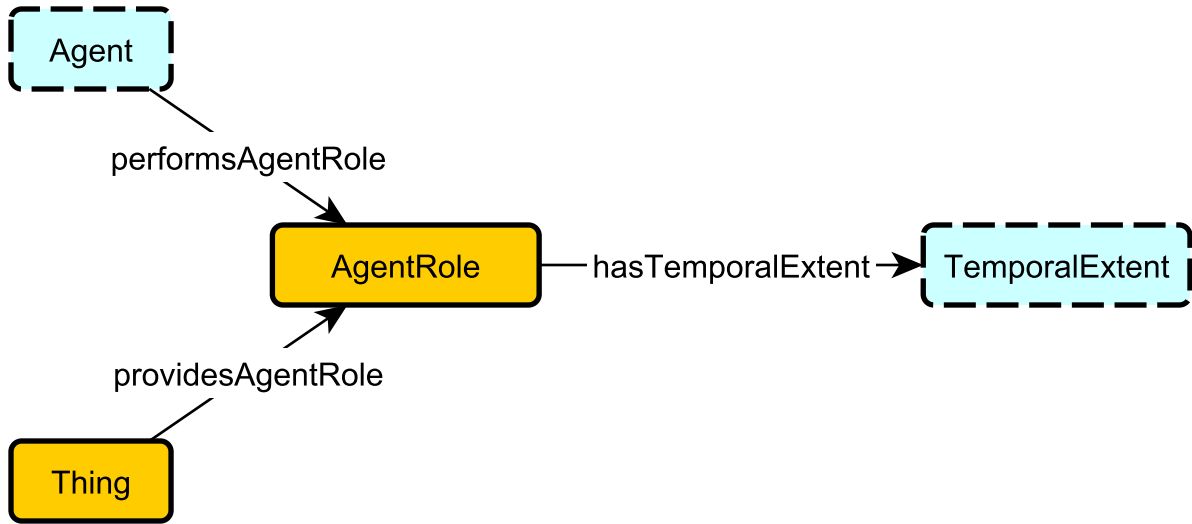 Agent
performsAgentRole
AgentRole
hasTemporalExtent
TemporalExtent
providesAgentRole
Thing